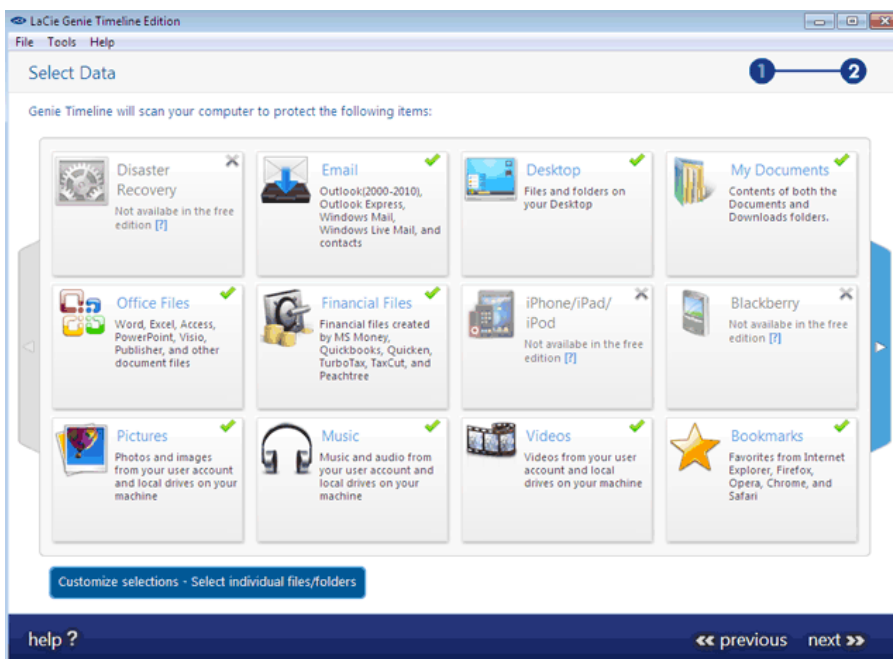 LaCie Genie Timeline Edition
File Tools Help
Select Data
1 2
Genie Timeline will scan your computer to protect the following items:
Disaster
Recovery
Not availabe in the free
edition [?]
Email
Outlook(2000-2010),
Outlook Express,
Windows Mail,
Windows Live Mail, and
contacts
Desktop
Files and folders on
your Desktop
My Documents
Contents of both the
Documents and
Downloads folders.
Office Files
Word, Excel, Access,
PowerPoint, Visio,
Publisher, and other
document files
Financial Files
Financial files created
by MS Money,
Quickbooks, Quicken,
TurboTax, TaxCut, and
Peachtree
iPhone/iPad/
iPod
Not availabe in the free
edition [?]
Blackberry
Not availabe in the free
edition [?]
Pictures
Photos and images
from your user account
and local drives on your
machine
Music
Music and audio from
your user account and
local drives on your
machine
Videos
Videos from your user
account and local
drives on your machine
Bookmarks
Favorites from Internet
Explorer, Firefox,
Opera, Chrome, and
Safari
Customize selections - Select individual files/folders
help ? previous next